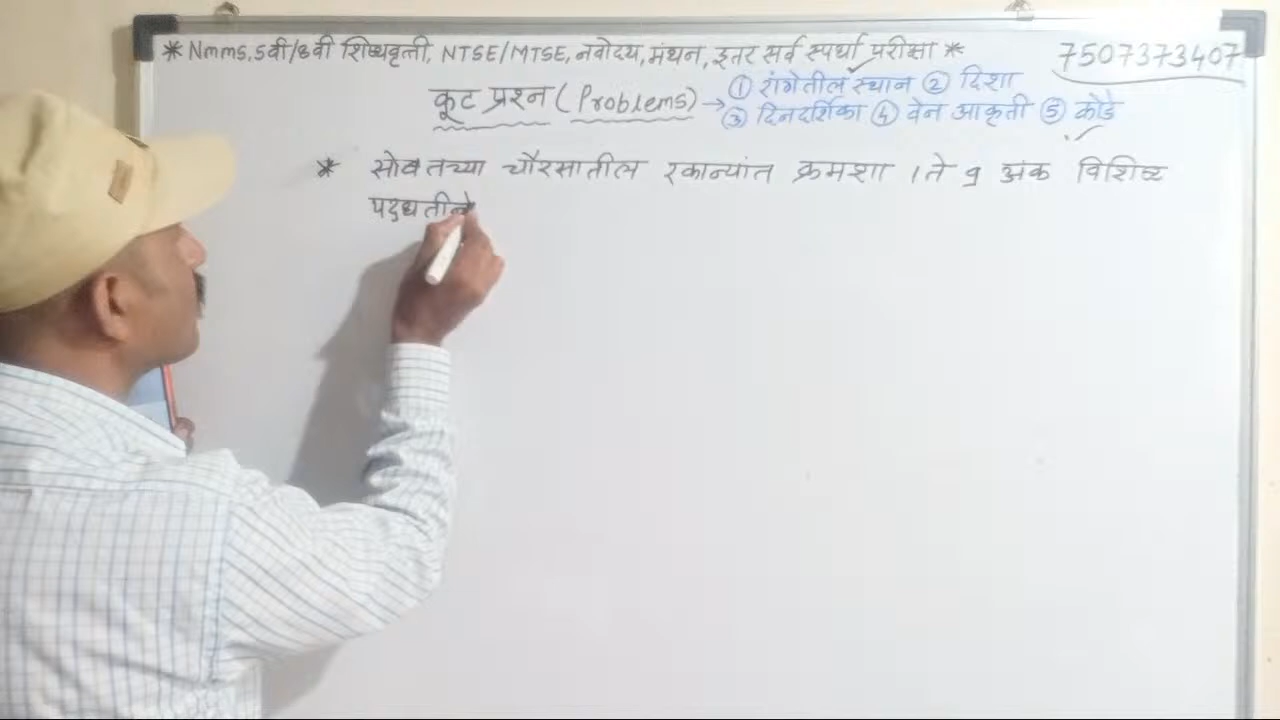 * Nmms, 5वी/8वी शिष्यवृत्ती, NTSE/MTSE, नवोदय, मंथन, इतर सर्व स्पर्धा परीक्षा *
7507373407
कूट प्रश्न (Problems) → ① रांगेतील स्थान ② दिशा
③ दिनदर्शिका ④ वेन आकृती ⑤ कोडे
* सोबतच्या चौरसातील रकान्यांत क्रमशा 1 ते 9 अंक विशिष्ट
पद्धतीने